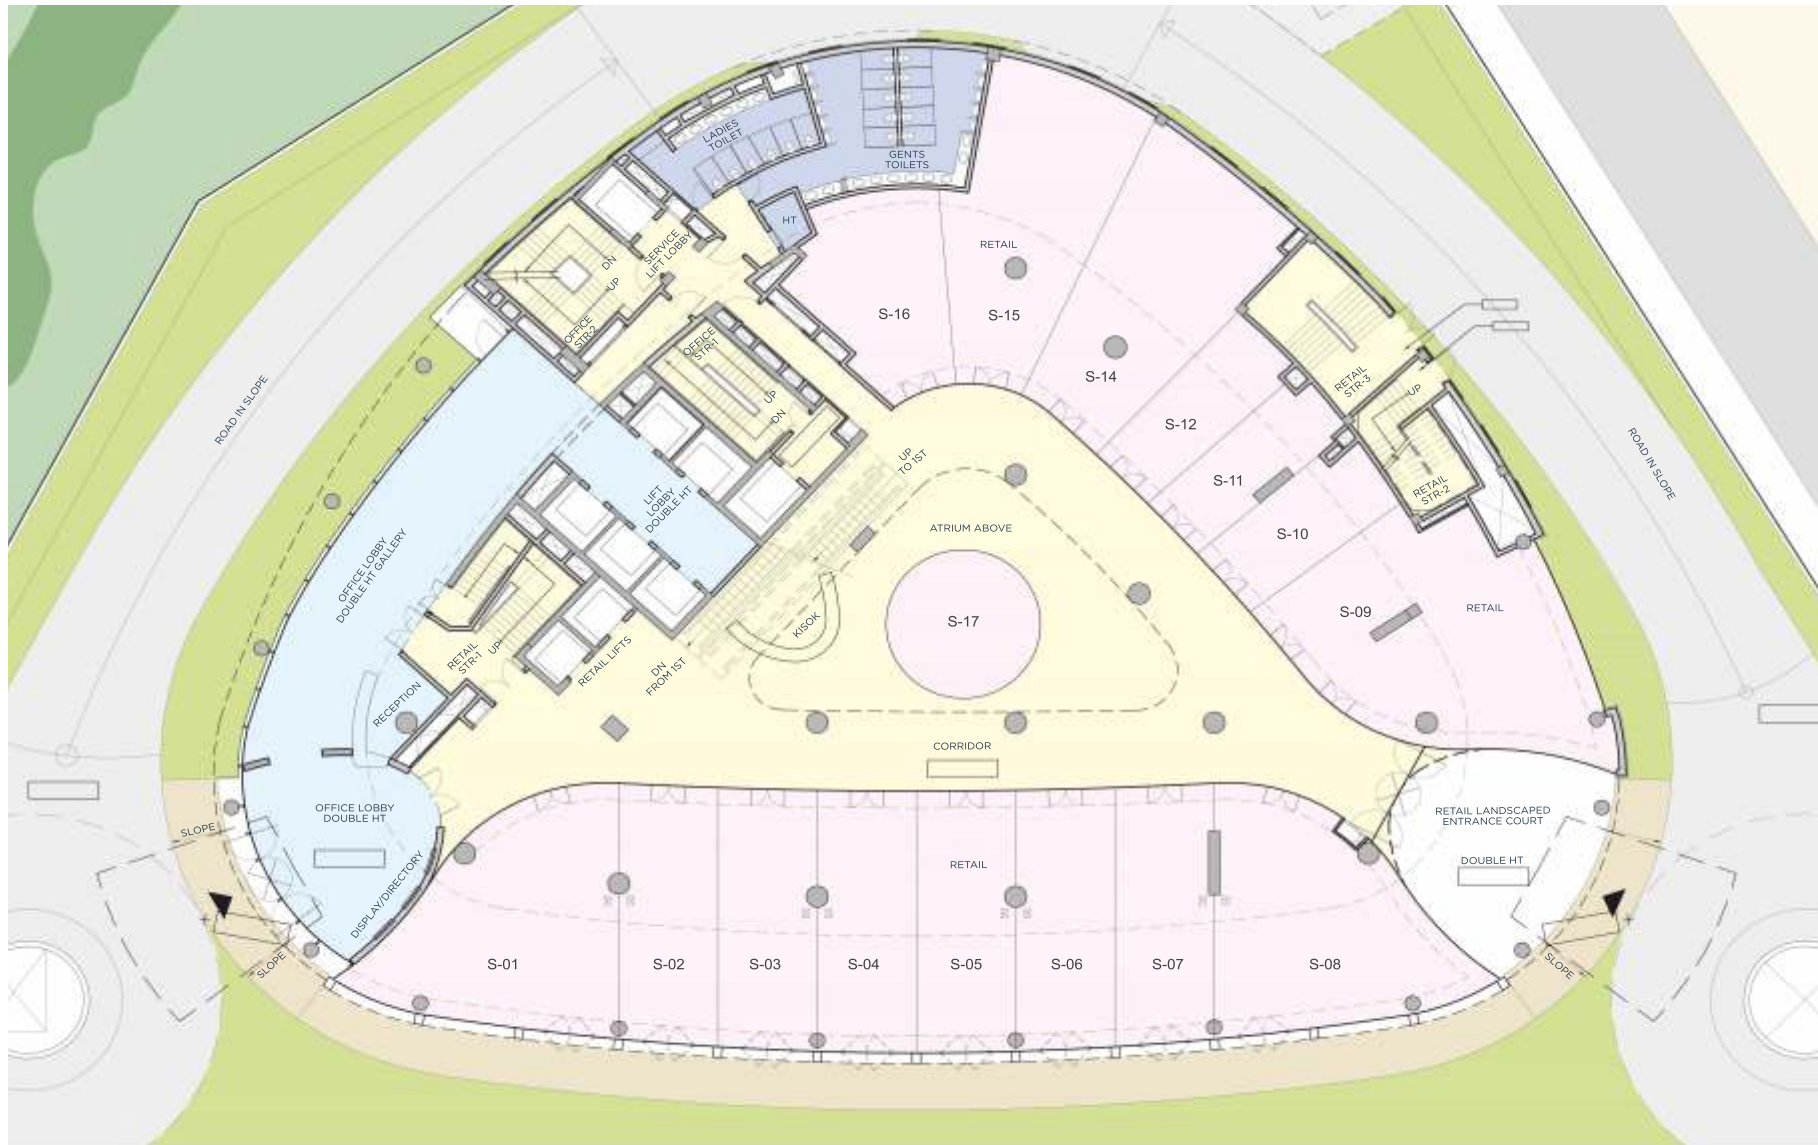 LADIES
TOILET
GENTS
TOILETS
HT
SERVICE
LIFT LOBBY
DN
UP
OFFICE
STR-2
OFFICE
STR-1
UP
DN
RETAIL
S-16
S-15
S-14
S-12
S-11
S-10
S-09
RETAIL
RETAIL
STR-3
UP
RETAIL
STR-2
ROAD IN SLOPE
ROAD IN SLOPE
UP
TO 1ST
LIFT
LOBBY
DOUBLE HT
ATRIUM ABOVE
S-17
KISOK
OFFICE LOBBY
DOUBLE HT GALLERY
RETAIL
STR-1
UP
RETAIL LIFTS
DN
FROM 1ST
RECEPTION
CORRIDOR
OFFICE LOBBY
DOUBLE HT
SLOPE
DISPLAY/DIRECTORY
SLOPE
RETAIL
RETAIL LANDSCAPED
ENTRANCE COURT
DOUBLE HT
SLOPE
S-01
S-02
S-03
S-04
S-05
S-06
S-07
S-08